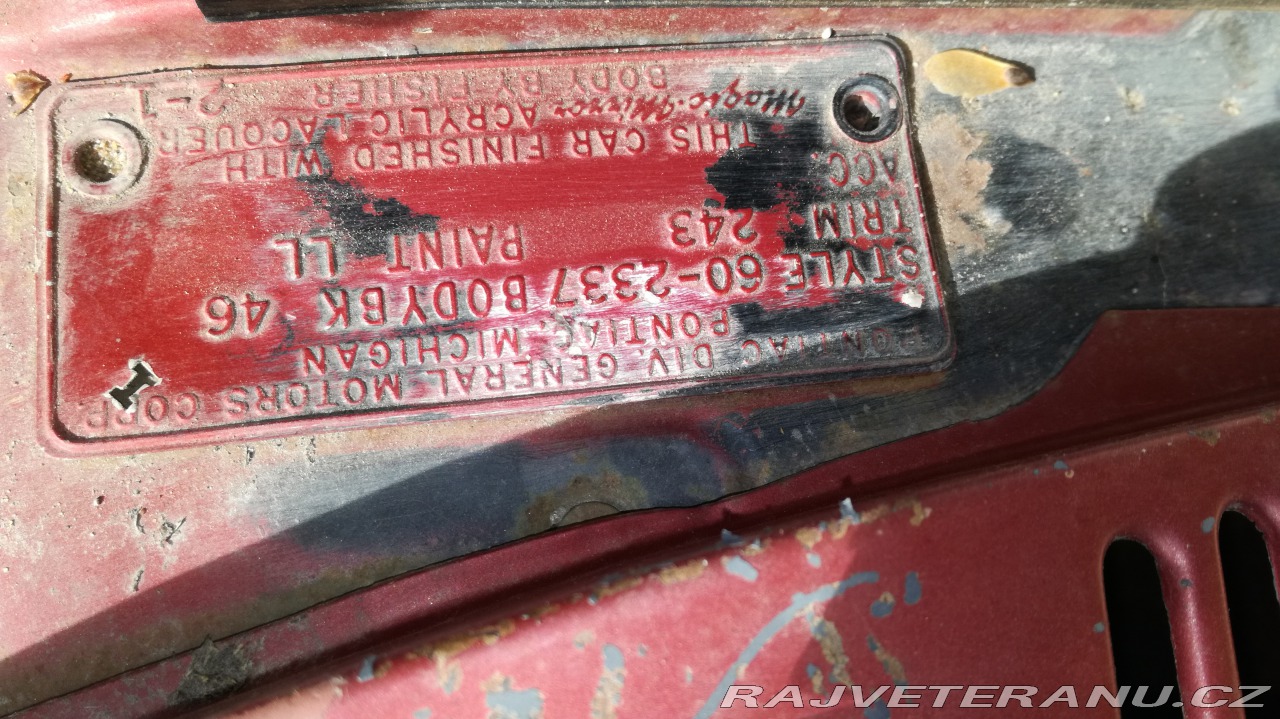 PONTIAC DIV. GENERAL MOTORS CORP.
PONTIAC, MICHIGAN
STYLE 60-2337 BODY BK 46
TRIM 243 PAINT LL
ACC.
THIS CAR FINISHED WITH
Magic-Mirror ACRYLIC LACQUER
BODY BY FISHER 2-1
I
RAJVETERANU.CZ